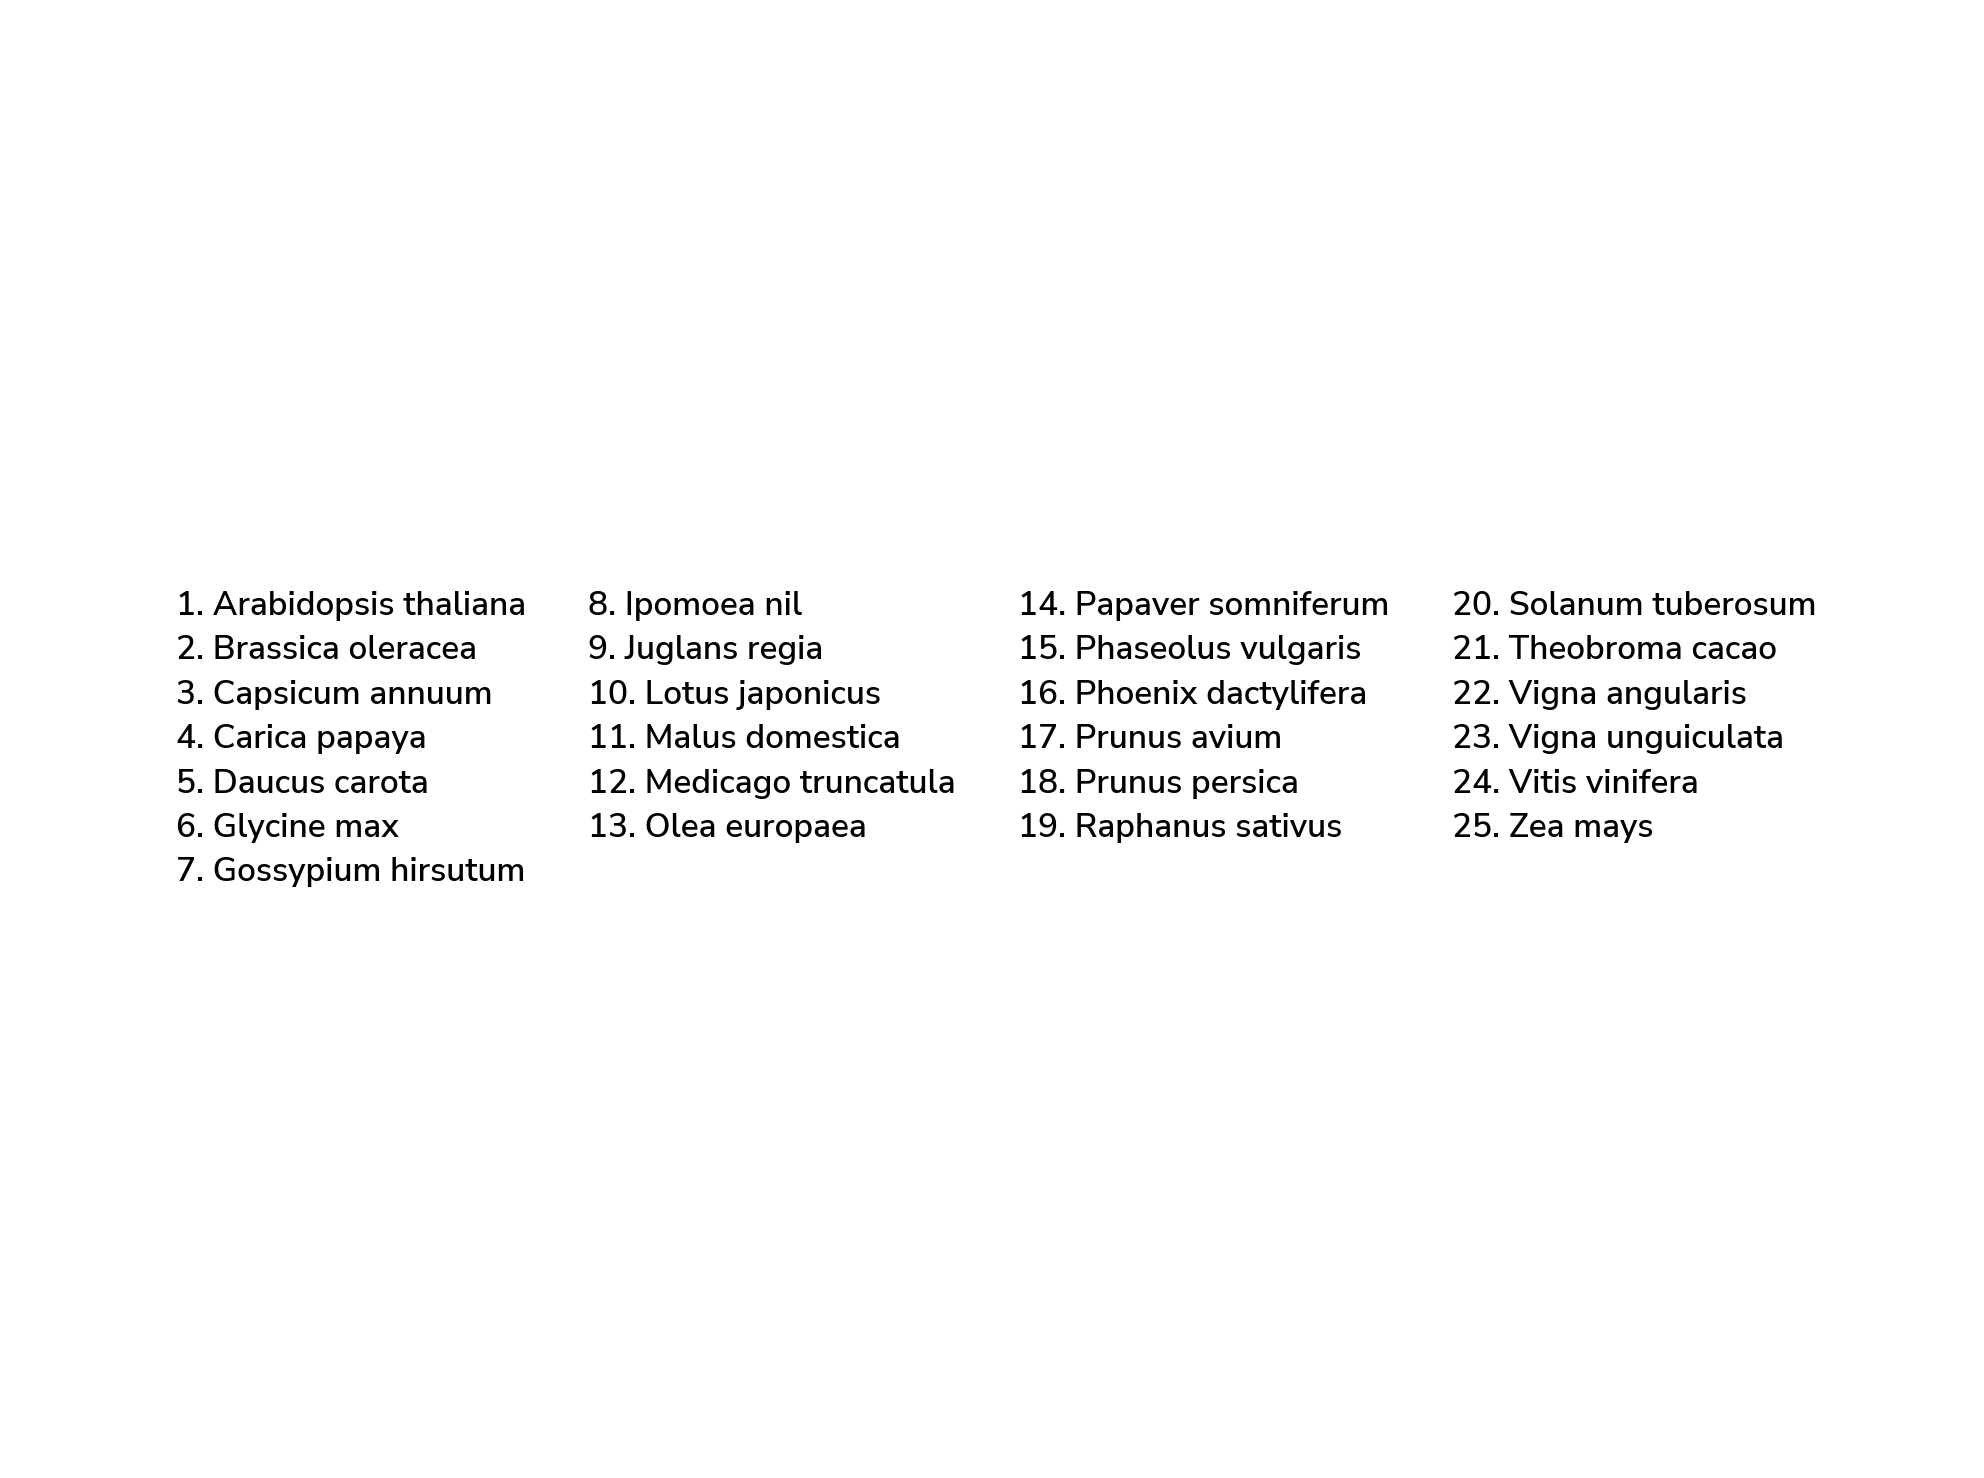 1. Arabidopsis thaliana
2. Brassica oleracea
3. Capsicum annuum
4. Carica papaya
5. Daucus carota
6. Glycine max
7. Gossypium hirsutum
8. Ipomoea nil
9. Juglans regia
10. Lotus japonicus
11. Malus domestica
12. Medicago truncatula
13. Olea europaea
14. Papaver somniferum
15. Phaseolus vulgaris
16. Phoenix dactylifera
17. Prunus avium
18. Prunus persica
19. Raphanus sativus
20. Solanum tuberosum
21. Theobroma cacao
22. Vigna angularis
23. Vigna unguiculata
24. Vitis vinifera
25. Zea mays